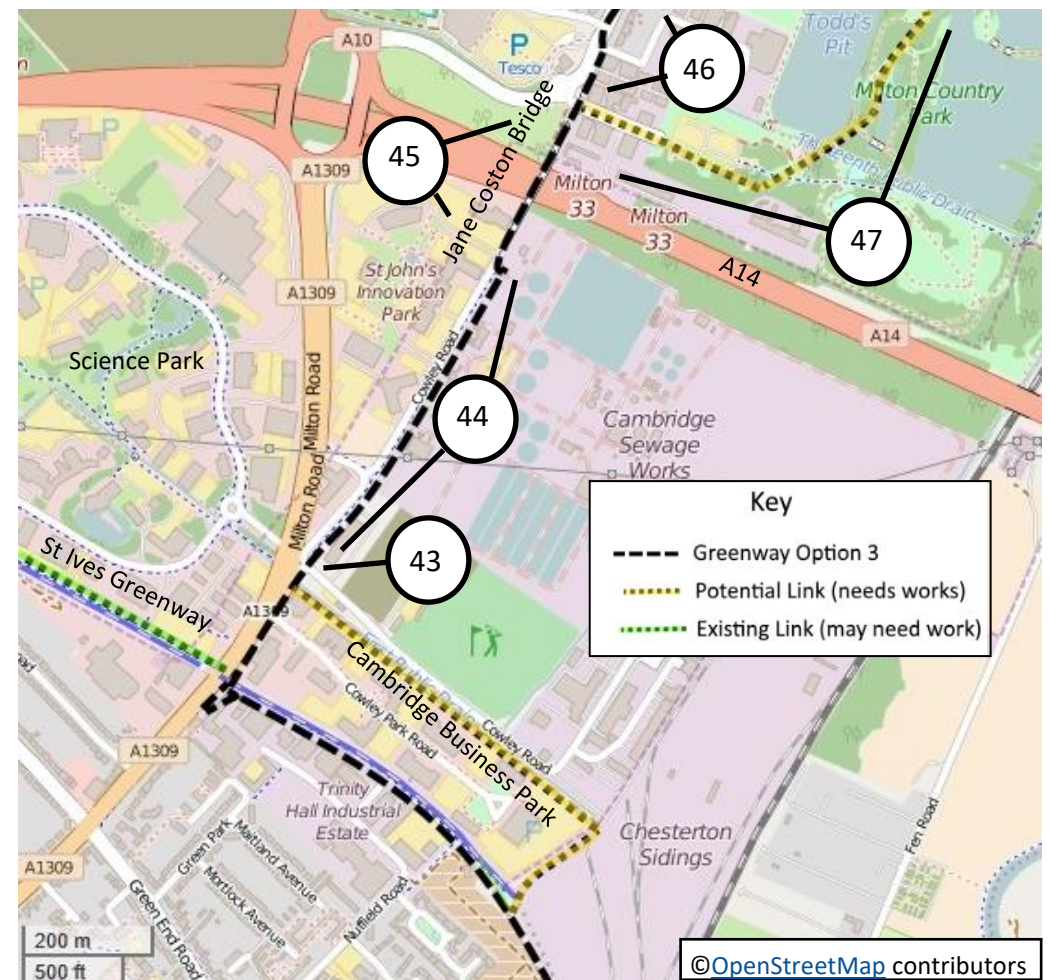 A10
P
Tesco
Todd's
Pit
46
Milton Country
Park
45
A1309
Jane Coston Bridge
Thirteenth Public Drain
Milton
33
Milton
33
47
A14
A14
St John's
Innovation
Park
A1309
P
P
Science Park
Milton Road
Milton Road
Cowley Road
44
Cambridge
Sewage
Works
Key
Greenway Option 3
Potential Link (needs works)
Existing Link (may need work)
43
St Ives Greenway
A1309
Cambridge Business Park
Cowley Park Road
Cowley Road
A1309
Trinity
Hall Industrial
Estate
P
Chesterton
Sidings
Fen Road
A1309
Green Park
Maitland Avenue
Mortlock Avenue
Nuffield Road
Green End Road
200 m
500 ft
©OpenStreetMap contributors